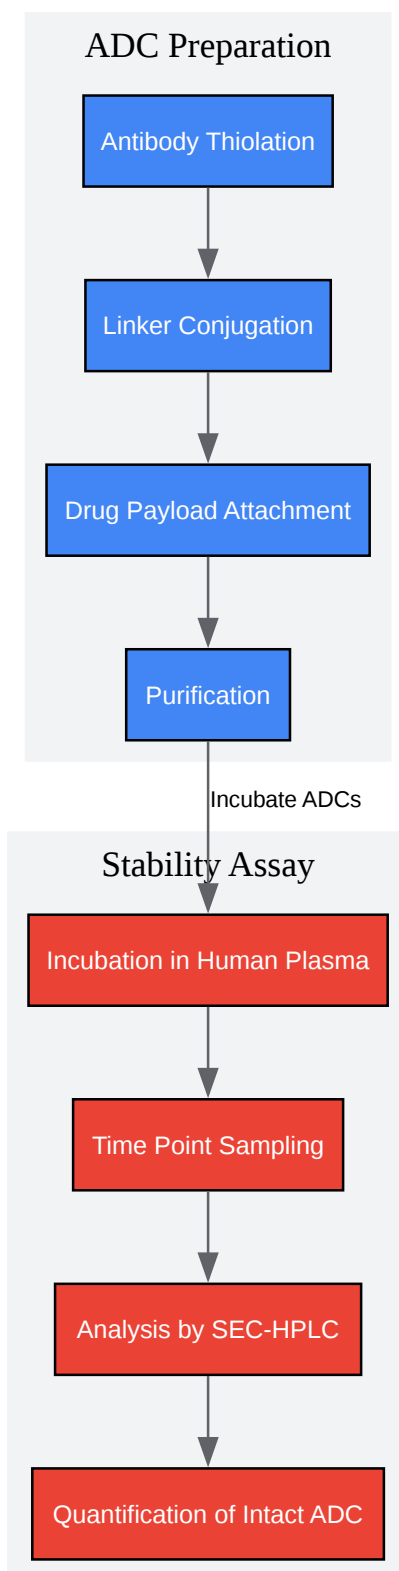 ADC Preparation
Antibody Thiolation
Linker Conjugation
Drug Payload Attachment
Purification
Incubate ADCs
Stability Assay
Incubation in Human Plasma
Time Point Sampling
Analysis by SEC-HPLC
Quantification of Intact ADC